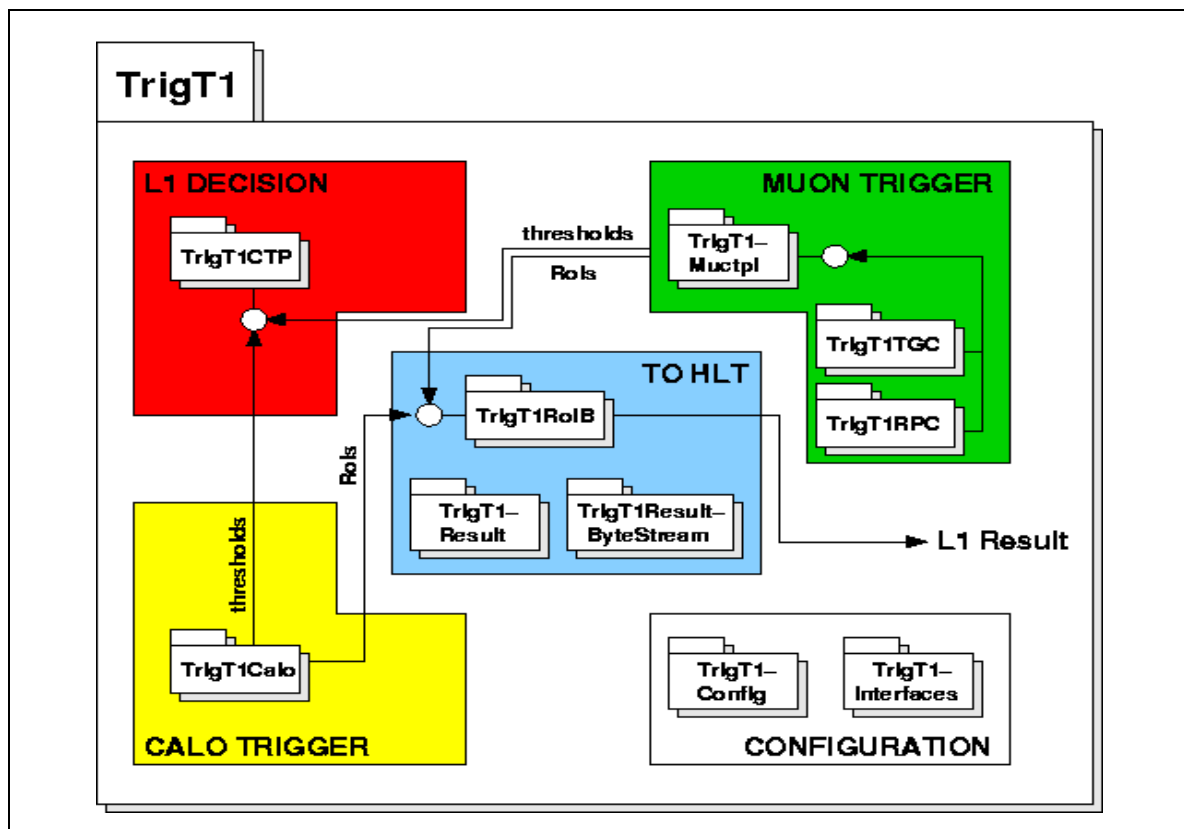 TrigT1
L1 DECISION
TrigT1CTP
thresholds
RoIs
MUON TRIGGER
TrigT1–
Muctpi
TrigT1TGC
TrigT1RPC
TO HLT
TrigT1RoIB
TrigT1–
Result
TrigT1Result–
ByteStream
RoIs
thresholds
L1 Result
TrigT1Calo
CALO TRIGGER
TrigT1–
Config
TrigT1–
Interfaces
CONFIGURATION